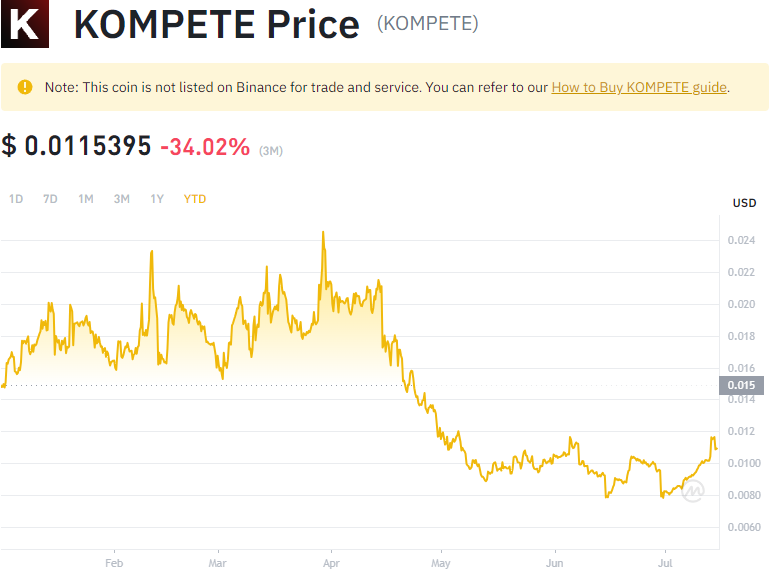 K
KOMPETE Price (KOMPETE)
Note: This coin is not listed on Binance for trade and service. You can refer to our How to Buy KOMPETE guide.
$ 0.0115395 -34.02% (3M)
1D 7D 1M 3M 1Y YTD
USD
0.024
0.022
0.020
0.018
0.016
0.015
0.014
0.012
0.0100
0.0080
0.0060
Feb Mar Apr May Jun Jul